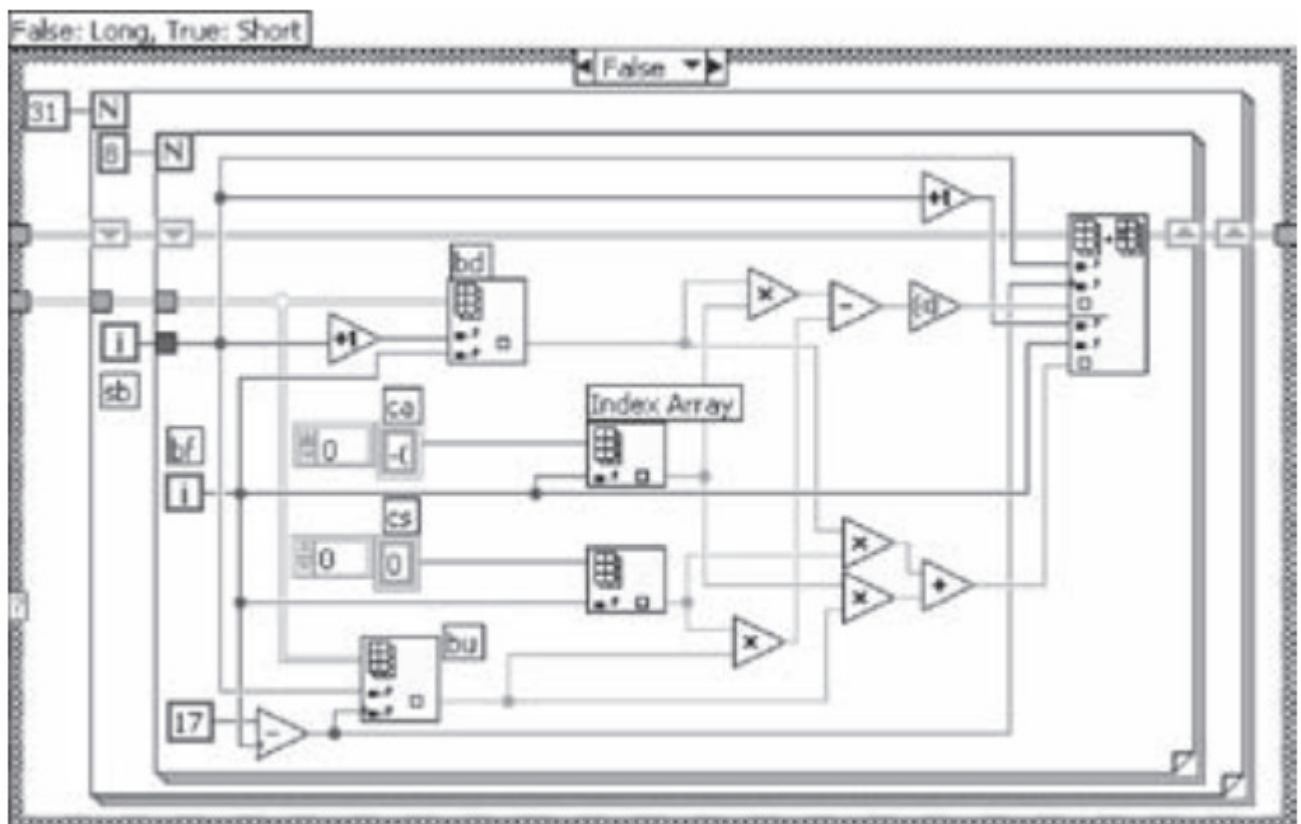 False: Long, True: Short
False
31
N
8
N
+1
bd
i
+1
sb
ca
Index Array
bf
0
-(
i
cs
0
0
bu
17